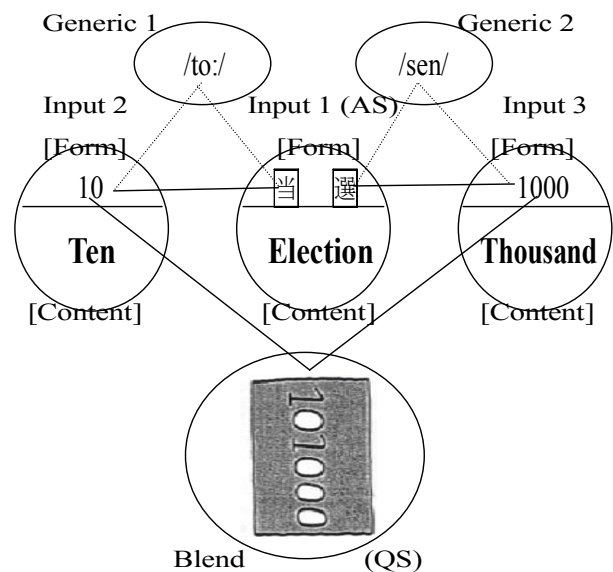 Generic 1 Generic 2
/to:/ /sen/
Input 2 Input 1 (AS) Input 3
[Form] [Form] [Form]
10 当 選 1000
Ten Election Thousand
[Content] [Content] [Content]
101000
Blend (QS)